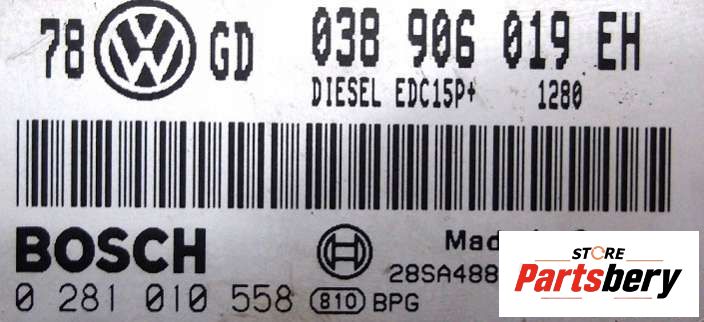 78 VW GD 038 906 019 EH
DIESEL EDC15P+ 1280
BOSCH
0 281 010 558 810 BPG
28SA488
STORE
Partsbery